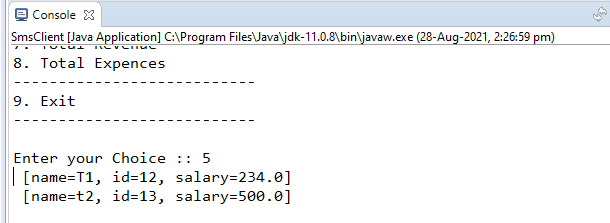 Console
SmsClient [Java Application] C:\Program Files\Java\jdk-11.0.8\bin\javaw.exe (28-Aug-2021, 2:26:59 pm)
7. Total Revenue
8. Total Expences
---------------------------
9. Exit
---------------------------
Enter your Choice :: 5
[name=T1, id=12, salary=234.0]
[name=t2, id=13, salary=500.0]